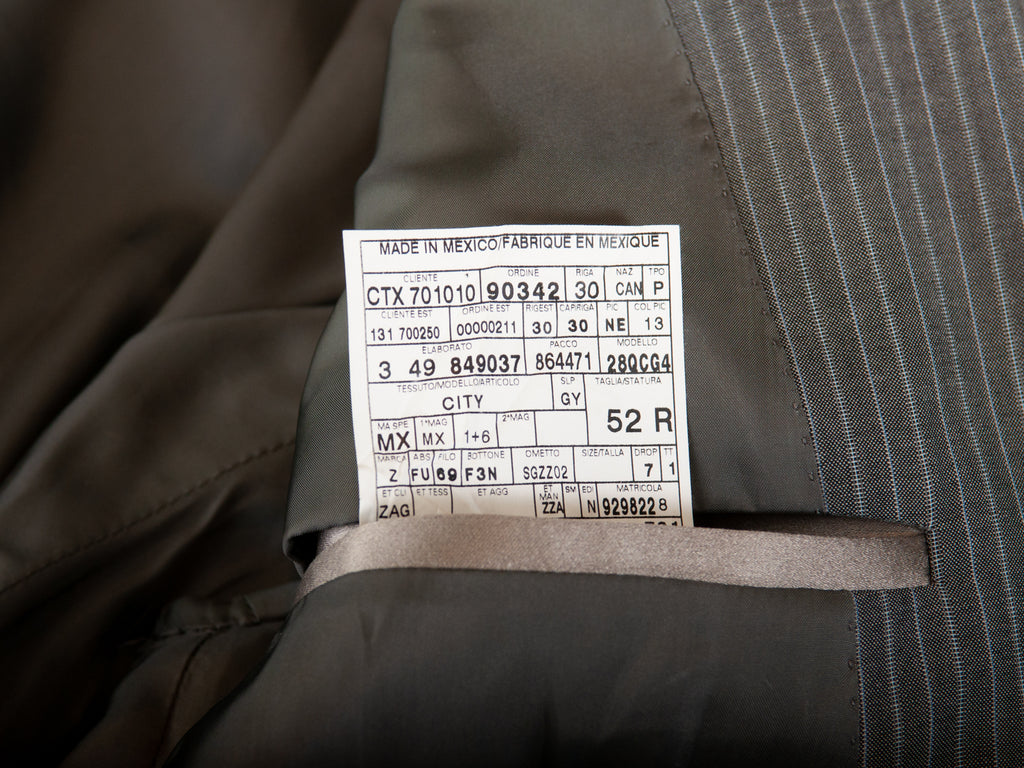 MADE IN MEXICO/FABRIQUE EN MEXIQUE
CLIENTE ORDINE RIGA NAZ TPO
CTX 701010 90342 30 CAN P
CLIENTE EST ORDINE EST RIGEST CAPRIGA PIC COL PIC
131 700250 00000211 30 30 NE 13
ELABORATO PACCO MODELLO
3 49 849037 864471 28QCG4
TESSUTO/MODELLO/ARTICOLO SLP TAGLIA/STATURA
CITY GY 52 R
MA SPE 1°MAG 2°MAG
MX MX 1+6
MARCA ABS FILO BOTTONE OMETTO SIZE/TALLA DROP TT
Z FU 69 F3N SGZZ02 7 1
ET CLI ET TESS ET AGG ET MAN SM EDI MATRICOLA
ZAG ZZA N 929822 8